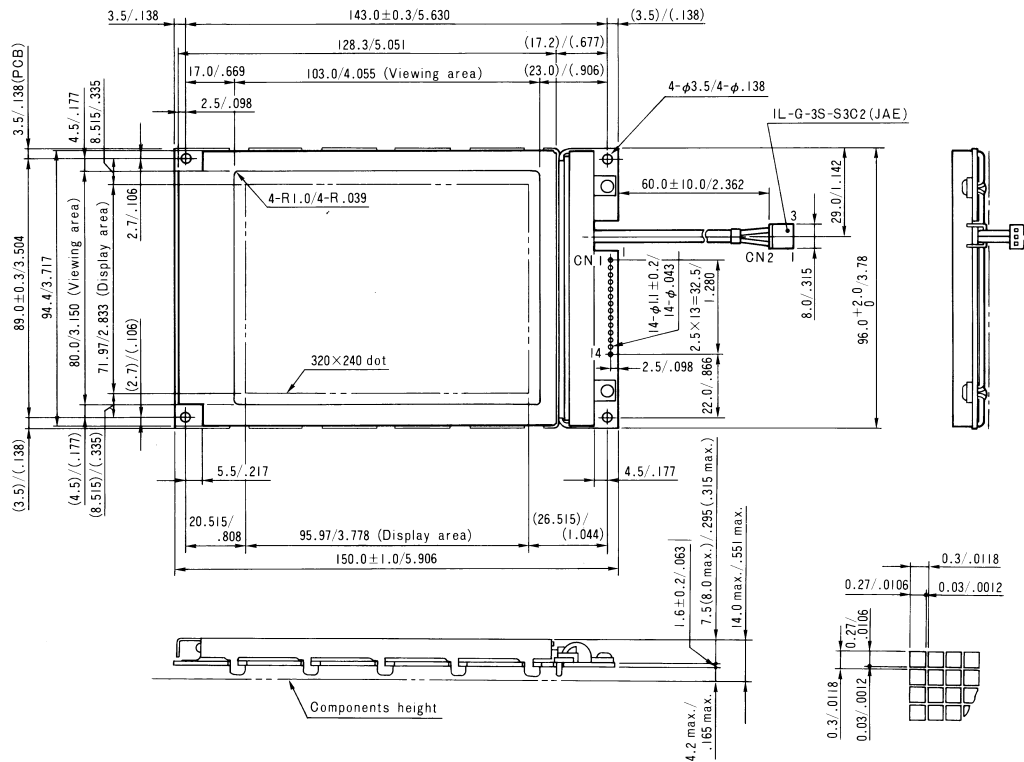 3.5/.138
143.0±0.3/5.630
(3.5)/(.138)
128.3/5.051
(17.2)/(.677)
17.0/.669
103.0/4.055 (Viewing area)
(23.0)/(.906)
2.5/.098
4-φ3.5/4-φ.138
IL-G-3S-S3C2(JAE)
3.5/.138(PCB)
4.5/.177
8.515/.335
4-R1.0/4-R.039
60.0±10.0/2.362
3
29.0/1.142
CN1
1
CN2
1
8.0/.315
96.0 +2.0 0 /3.78
89.0±0.3/3.504
94.4/3.717
80.0/3.150 (Viewing area)
71.97/2.833 (Display area)
2.7/.106
(2.7)/(.106)
14-φ1.1±0.2/
14-φ.043
2.5×13=32.5/
1.280
320×240 dot
14
2.5/.098
22.0/.866
(3.5)/(.138)
(4.5)/(.177)
(8.515)/(.335)
5.5/.217
4.5/.177
20.515/
.808
95.97/3.778 (Display area)
(26.515)/
(1.044)
150.0±1.0/5.906
1.6±0.2/.063
7.5(8.0 max.)/.295(.315 max.)
14.0 max./.551 max.
4.2 max./
.165 max.
Components height
0.3/.0118
0.27/.0106
0.03/.0012
0.27/
.0106
0.3/.0118
0.03/.0012